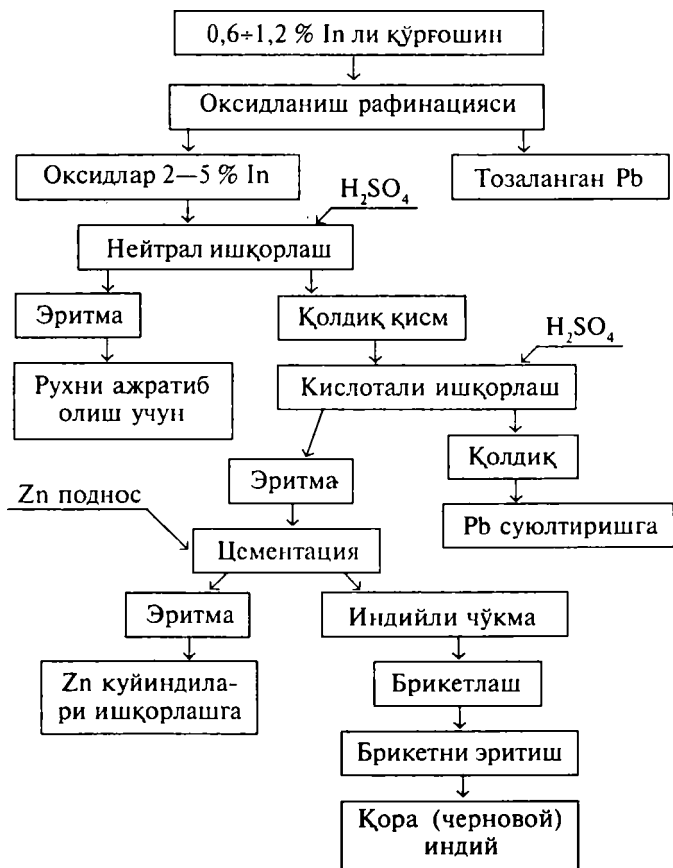 0,6÷1,2 % In ли қўрғошин
Оксидланиш рафинацияси
Оксидлар 2—5 % In
Тозаланган Pb
H₂SO₄
Нейтрал ишқорлаш
Эритма
Қолдиқ қисм
H₂SO₄
Рухни ажратиб
олиш учун
Кислотали ишқорлаш
Қолдиқ
Эритма
Zn поднос
Pb суюлтиришга
Цементация
Эритма
Индийли чўкма
Zn куйиндила-
ри ишқорлашга
Брикетлаш
Брикетни эритиш
Қора (черновой)
индий